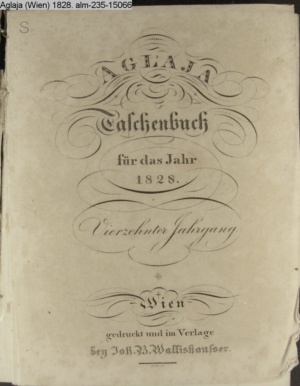 Aglaja (Wien) 1828. alm-235-15066
S
AGLAJA
Taschenbuch
für das Jahr
1828.
Vierzehnter Jahrgang
Wien
gedruckt und im Verlage
bey Joh. B. Wallishausser.